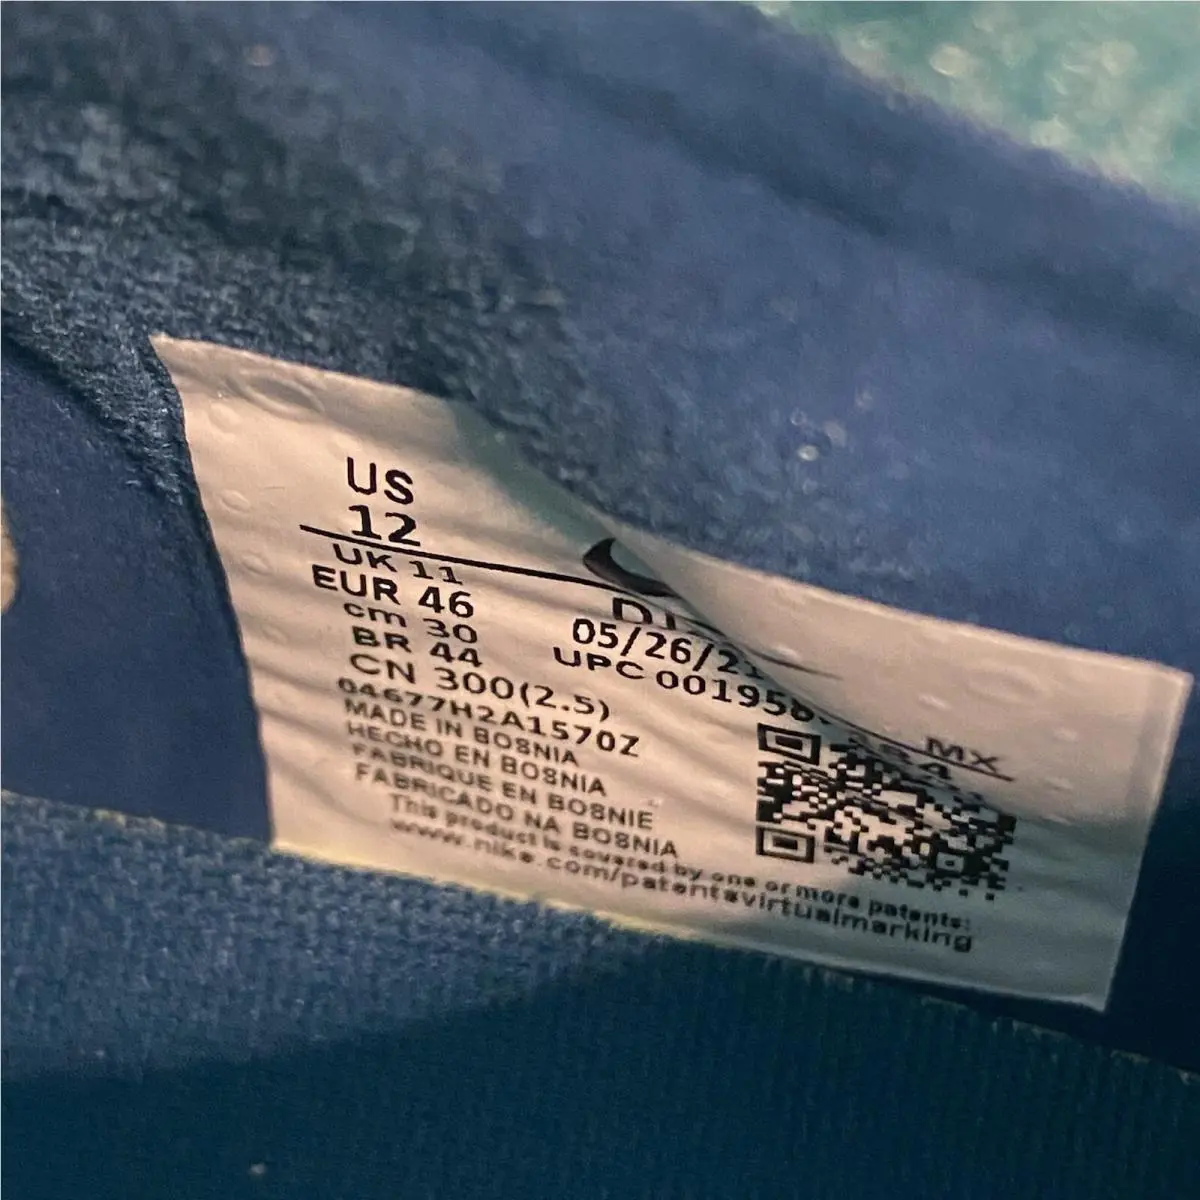 US
12
UK 11
EUR 46
cm 30
BR 44
CN 300(2.5)
04677H2A1570Z
MADE IN BOSNIA
HECHO EN BOSNIA
FABRIQUE EN BOSNIE
FABRICADO NA BOSNIA
This product is covered by one or more patents:
www.nike.com/patentsvirtualmarking
05/26/21
UPC 001958
MX